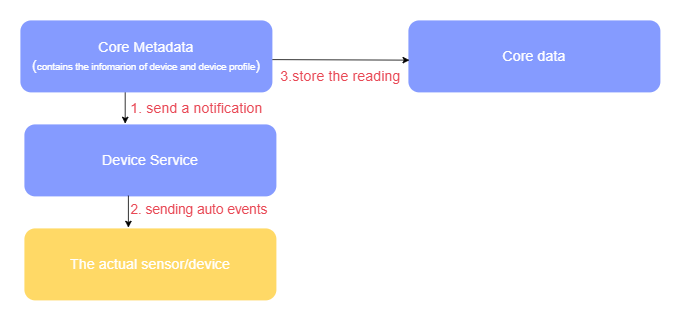 Core Metadata
(contains the infomarion of device and device profile)
Core data
3.store the reading
1. send a notification
Device Service
2. sending auto events
The actual sensor/device